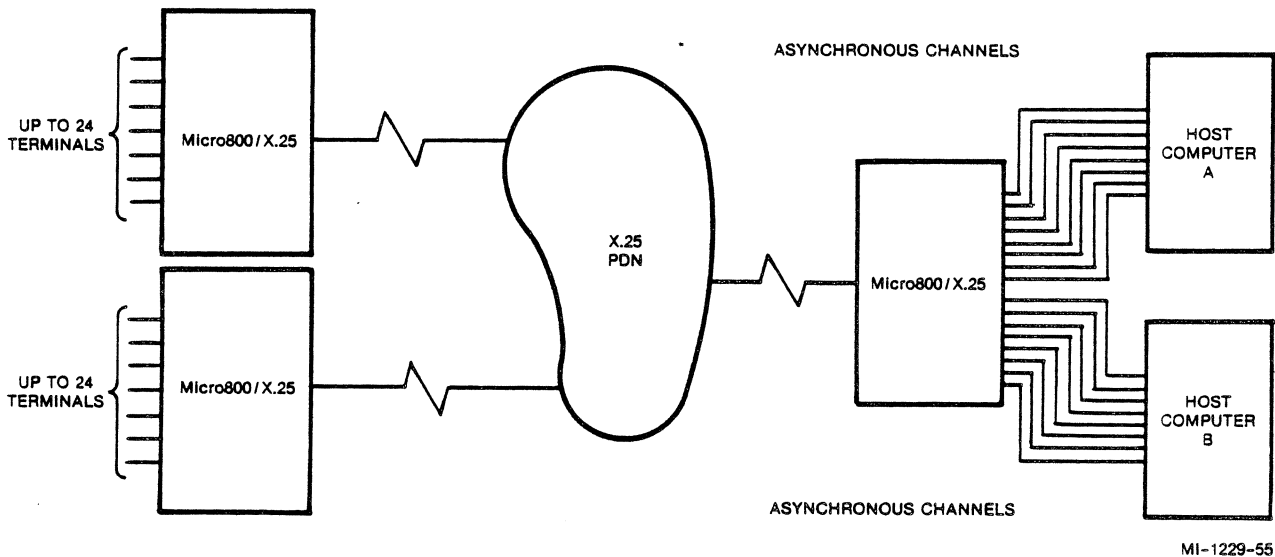 ASYNCHRONOUS CHANNELS
UP TO 24
TERMINALS
Micro800/X.25
X.25
PDN
Micro800/X.25
HOST
COMPUTER
A
UP TO 24
TERMINALS
Micro800/X.25
HOST
COMPUTER
B
ASYNCHRONOUS CHANNELS
MI-1229-55